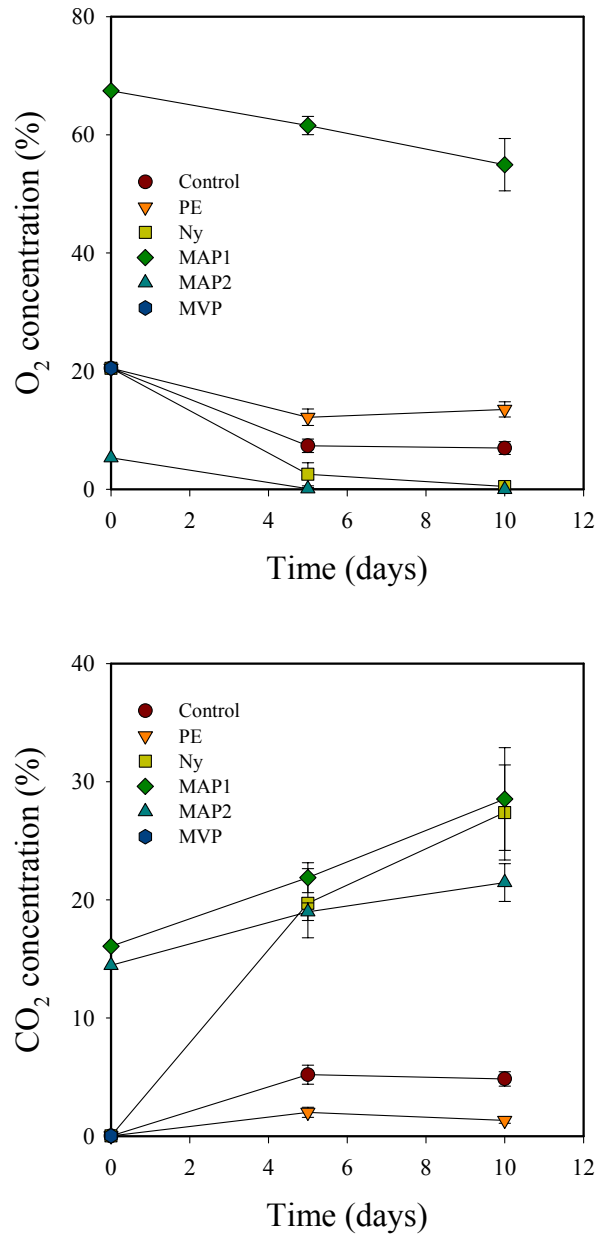 80
60
40
20
0
O₂ concentration (%)
Control
PE
Ny
MAP1
MAP2
MVP
0 2 4 6 8 10 12
Time (days)
40
30
20
10
0
CO₂ concentration (%)
Control
PE
Ny
MAP1
MAP2
MVP
0 2 4 6 8 10 12
Time (days)